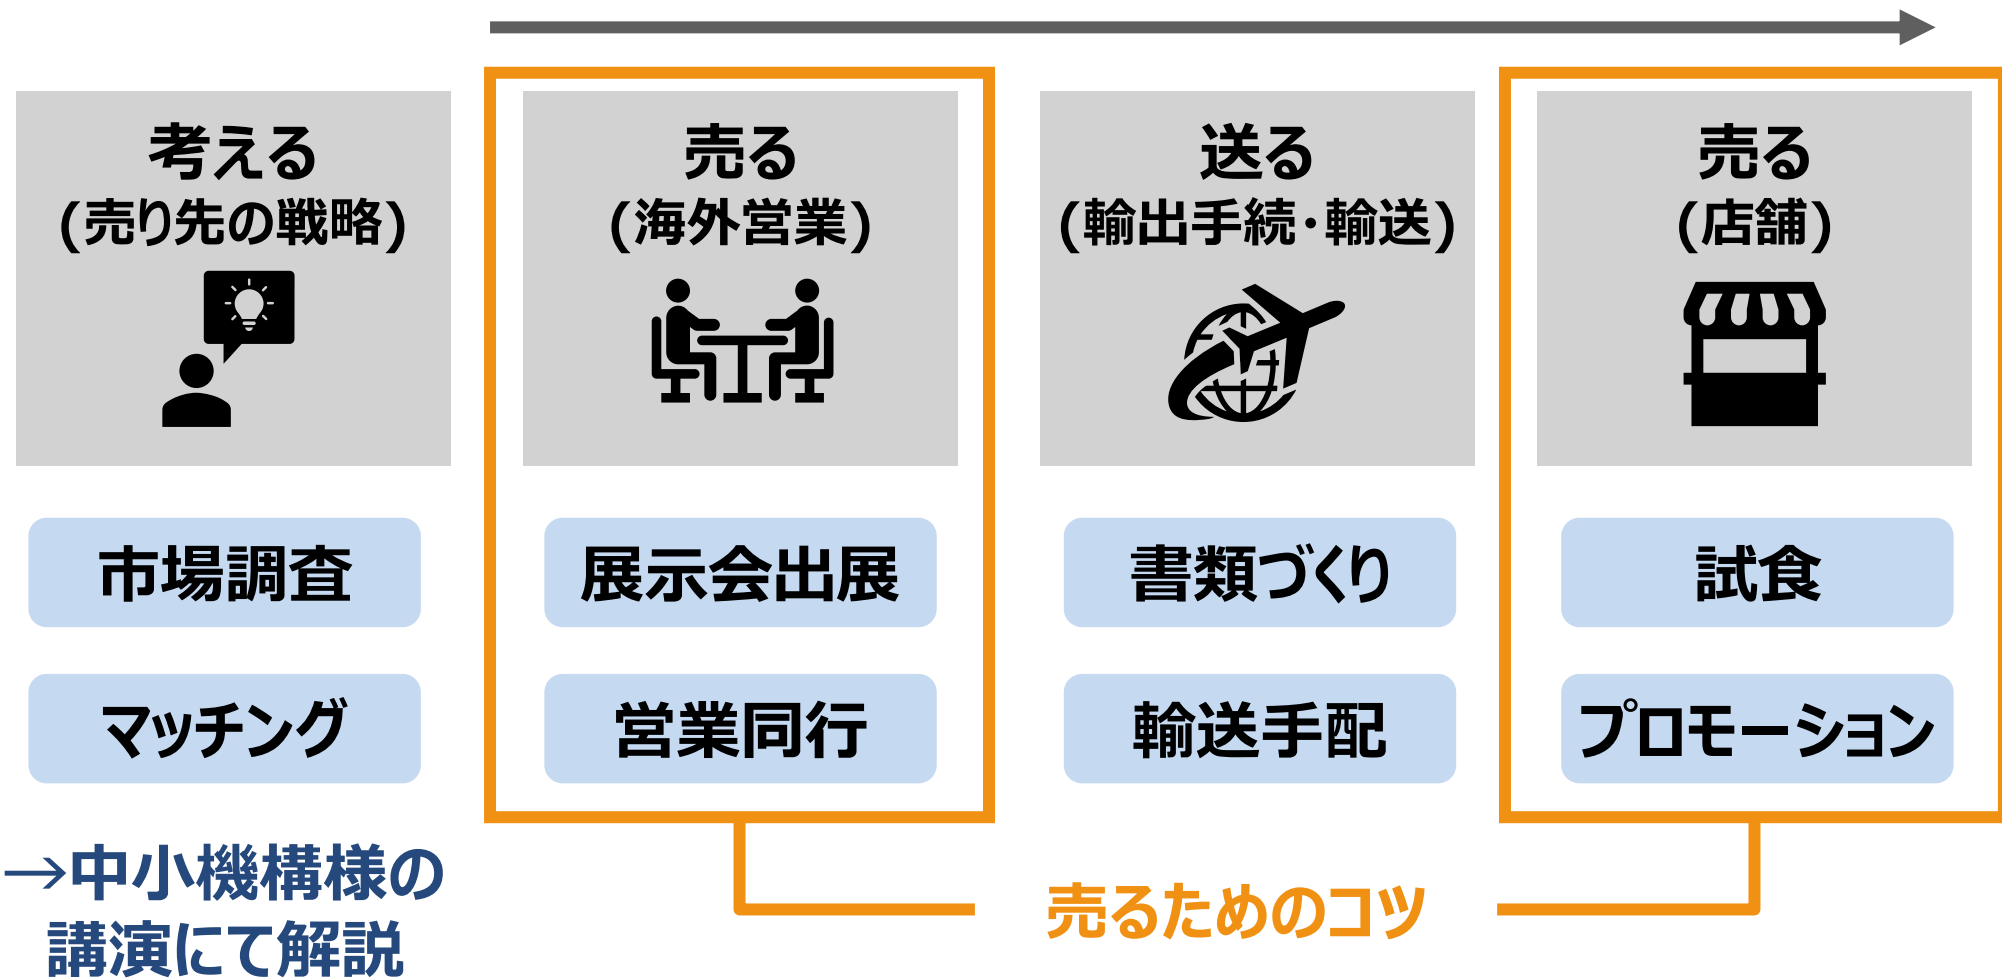 考える
(売り先の戦略)
市場調査
マッチング
→中小機構様の
講演にて解説
売る
(海外営業)
展示会出展
営業同行
送る
(輸出手続・輸送)
書類づくり
輸送手配
売る
(店舗)
試食
プロモーション
売るためのコツ